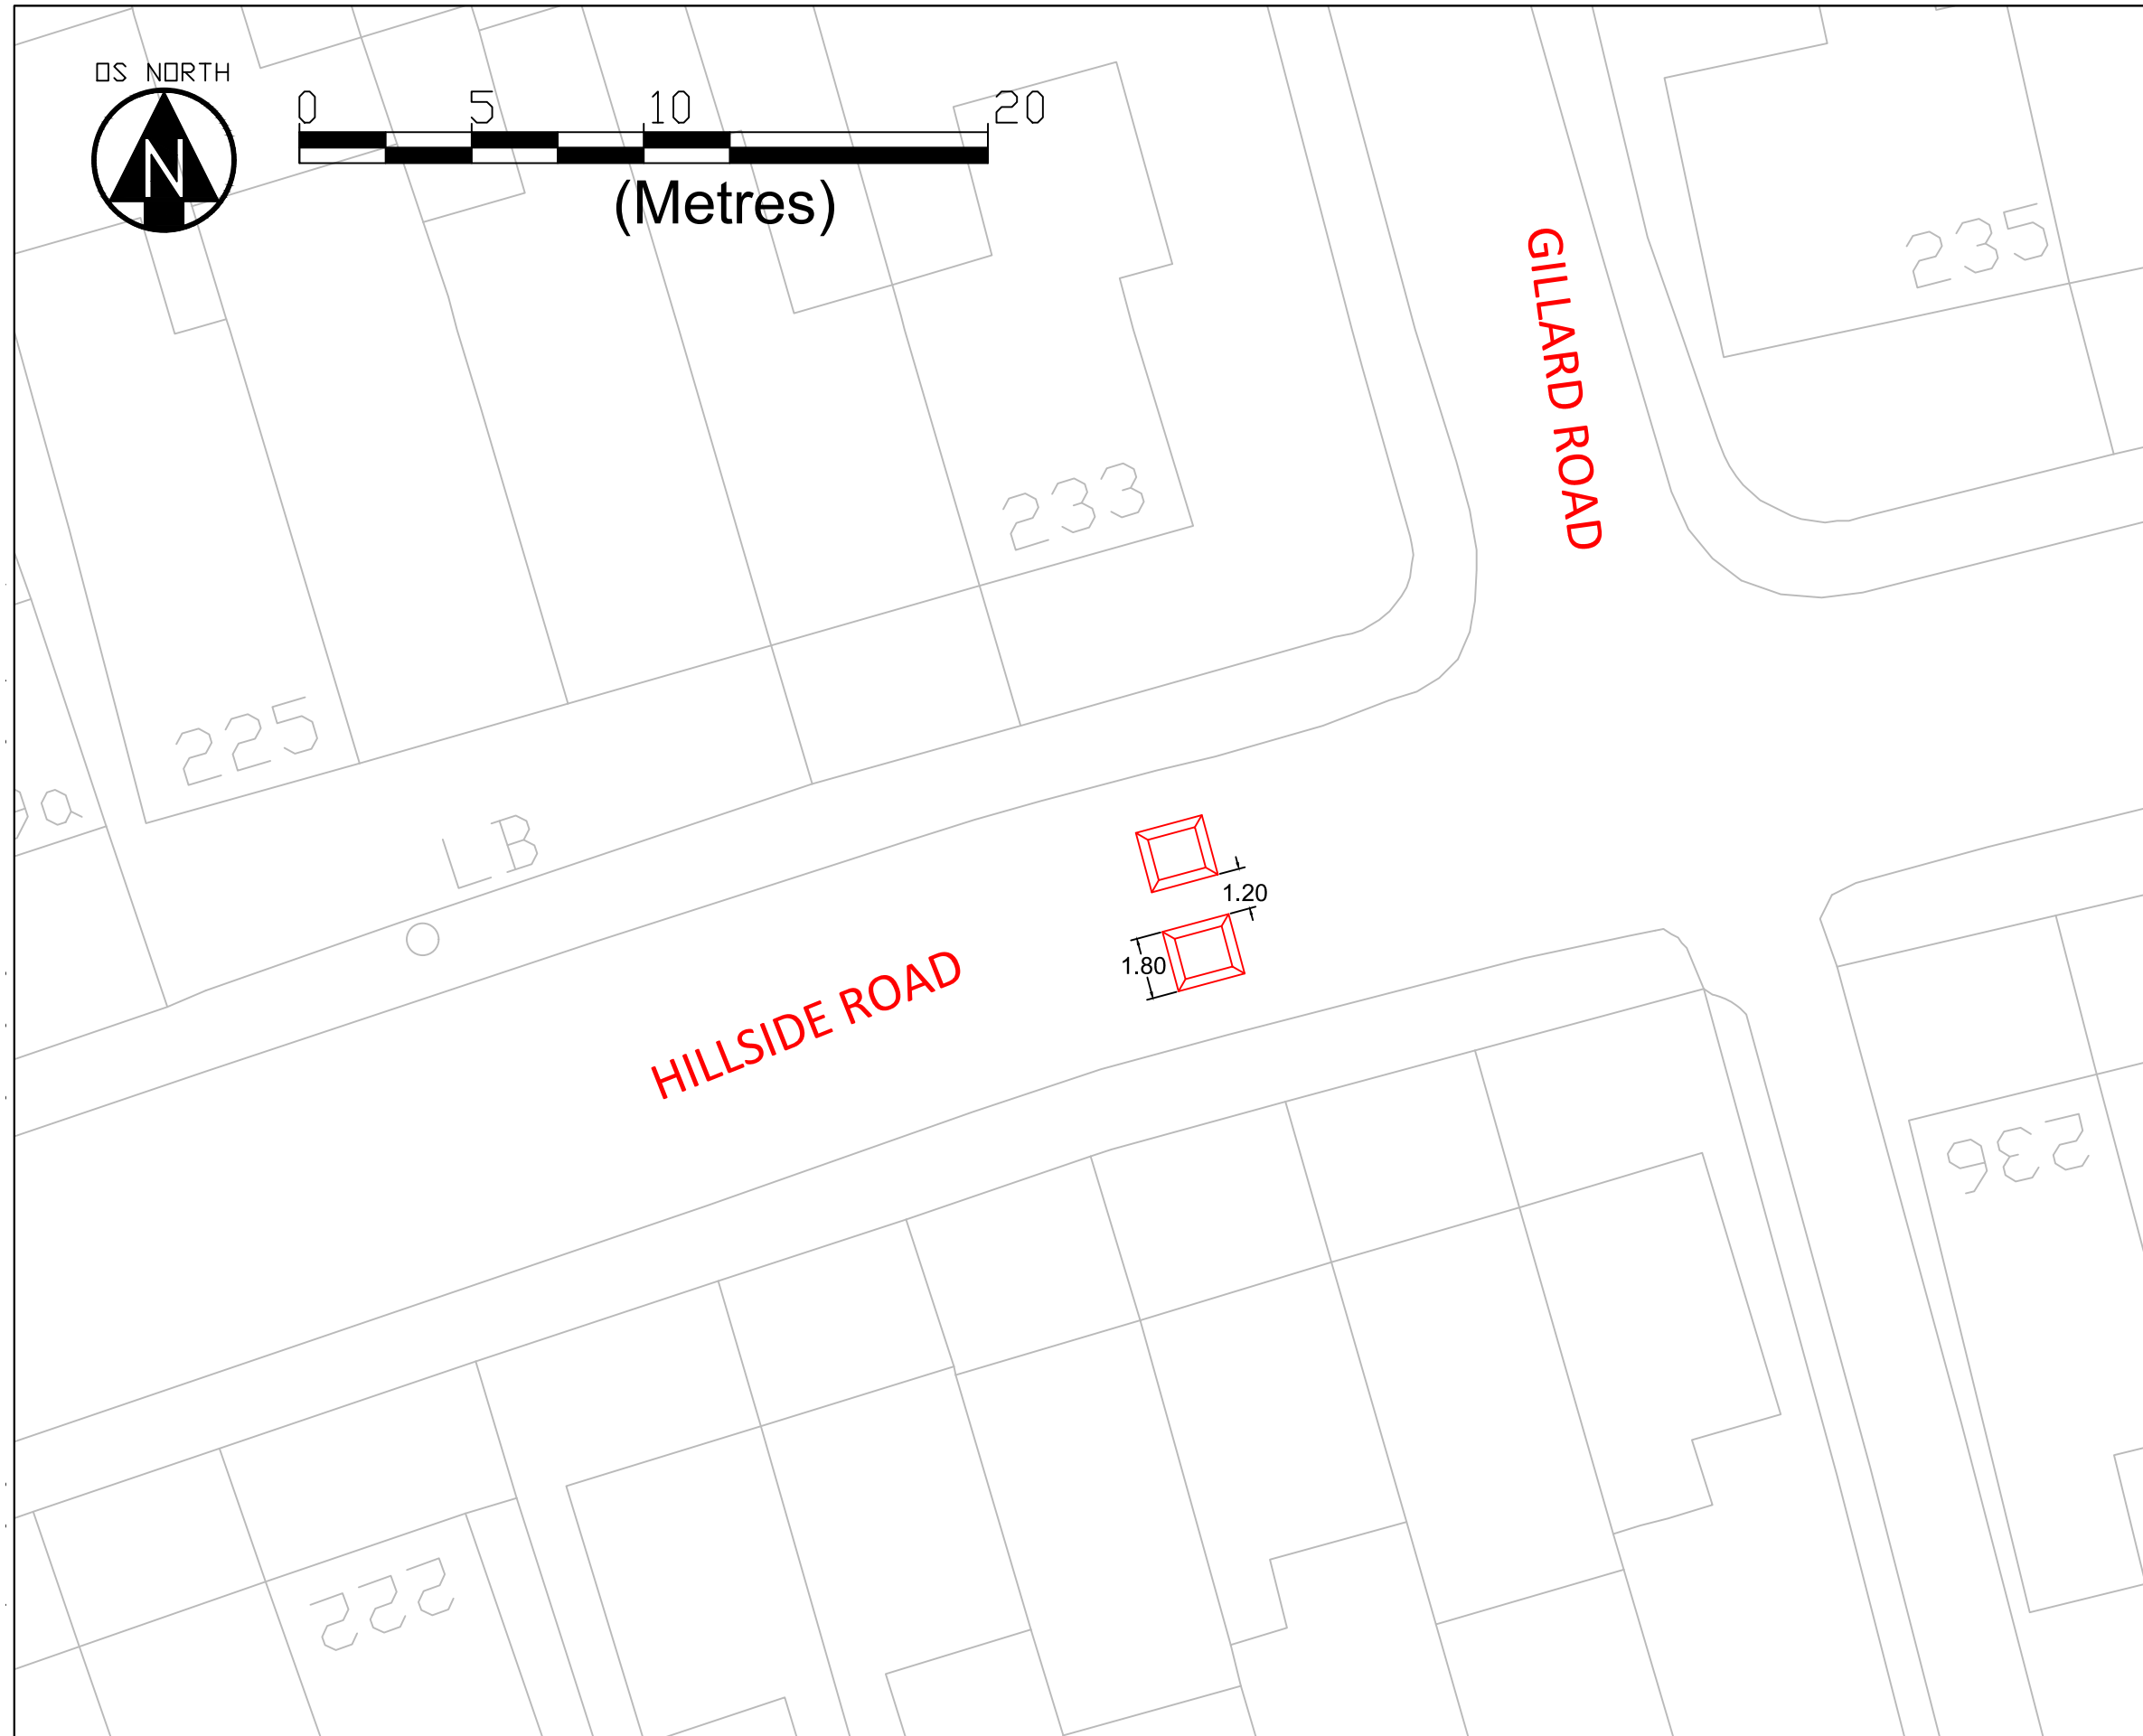 OS NORTH
N
0 5 10 20
(Metres)
235
GILLARD ROAD
233
225
LB
1.20
1.80
HILLSIDE ROAD
236
222